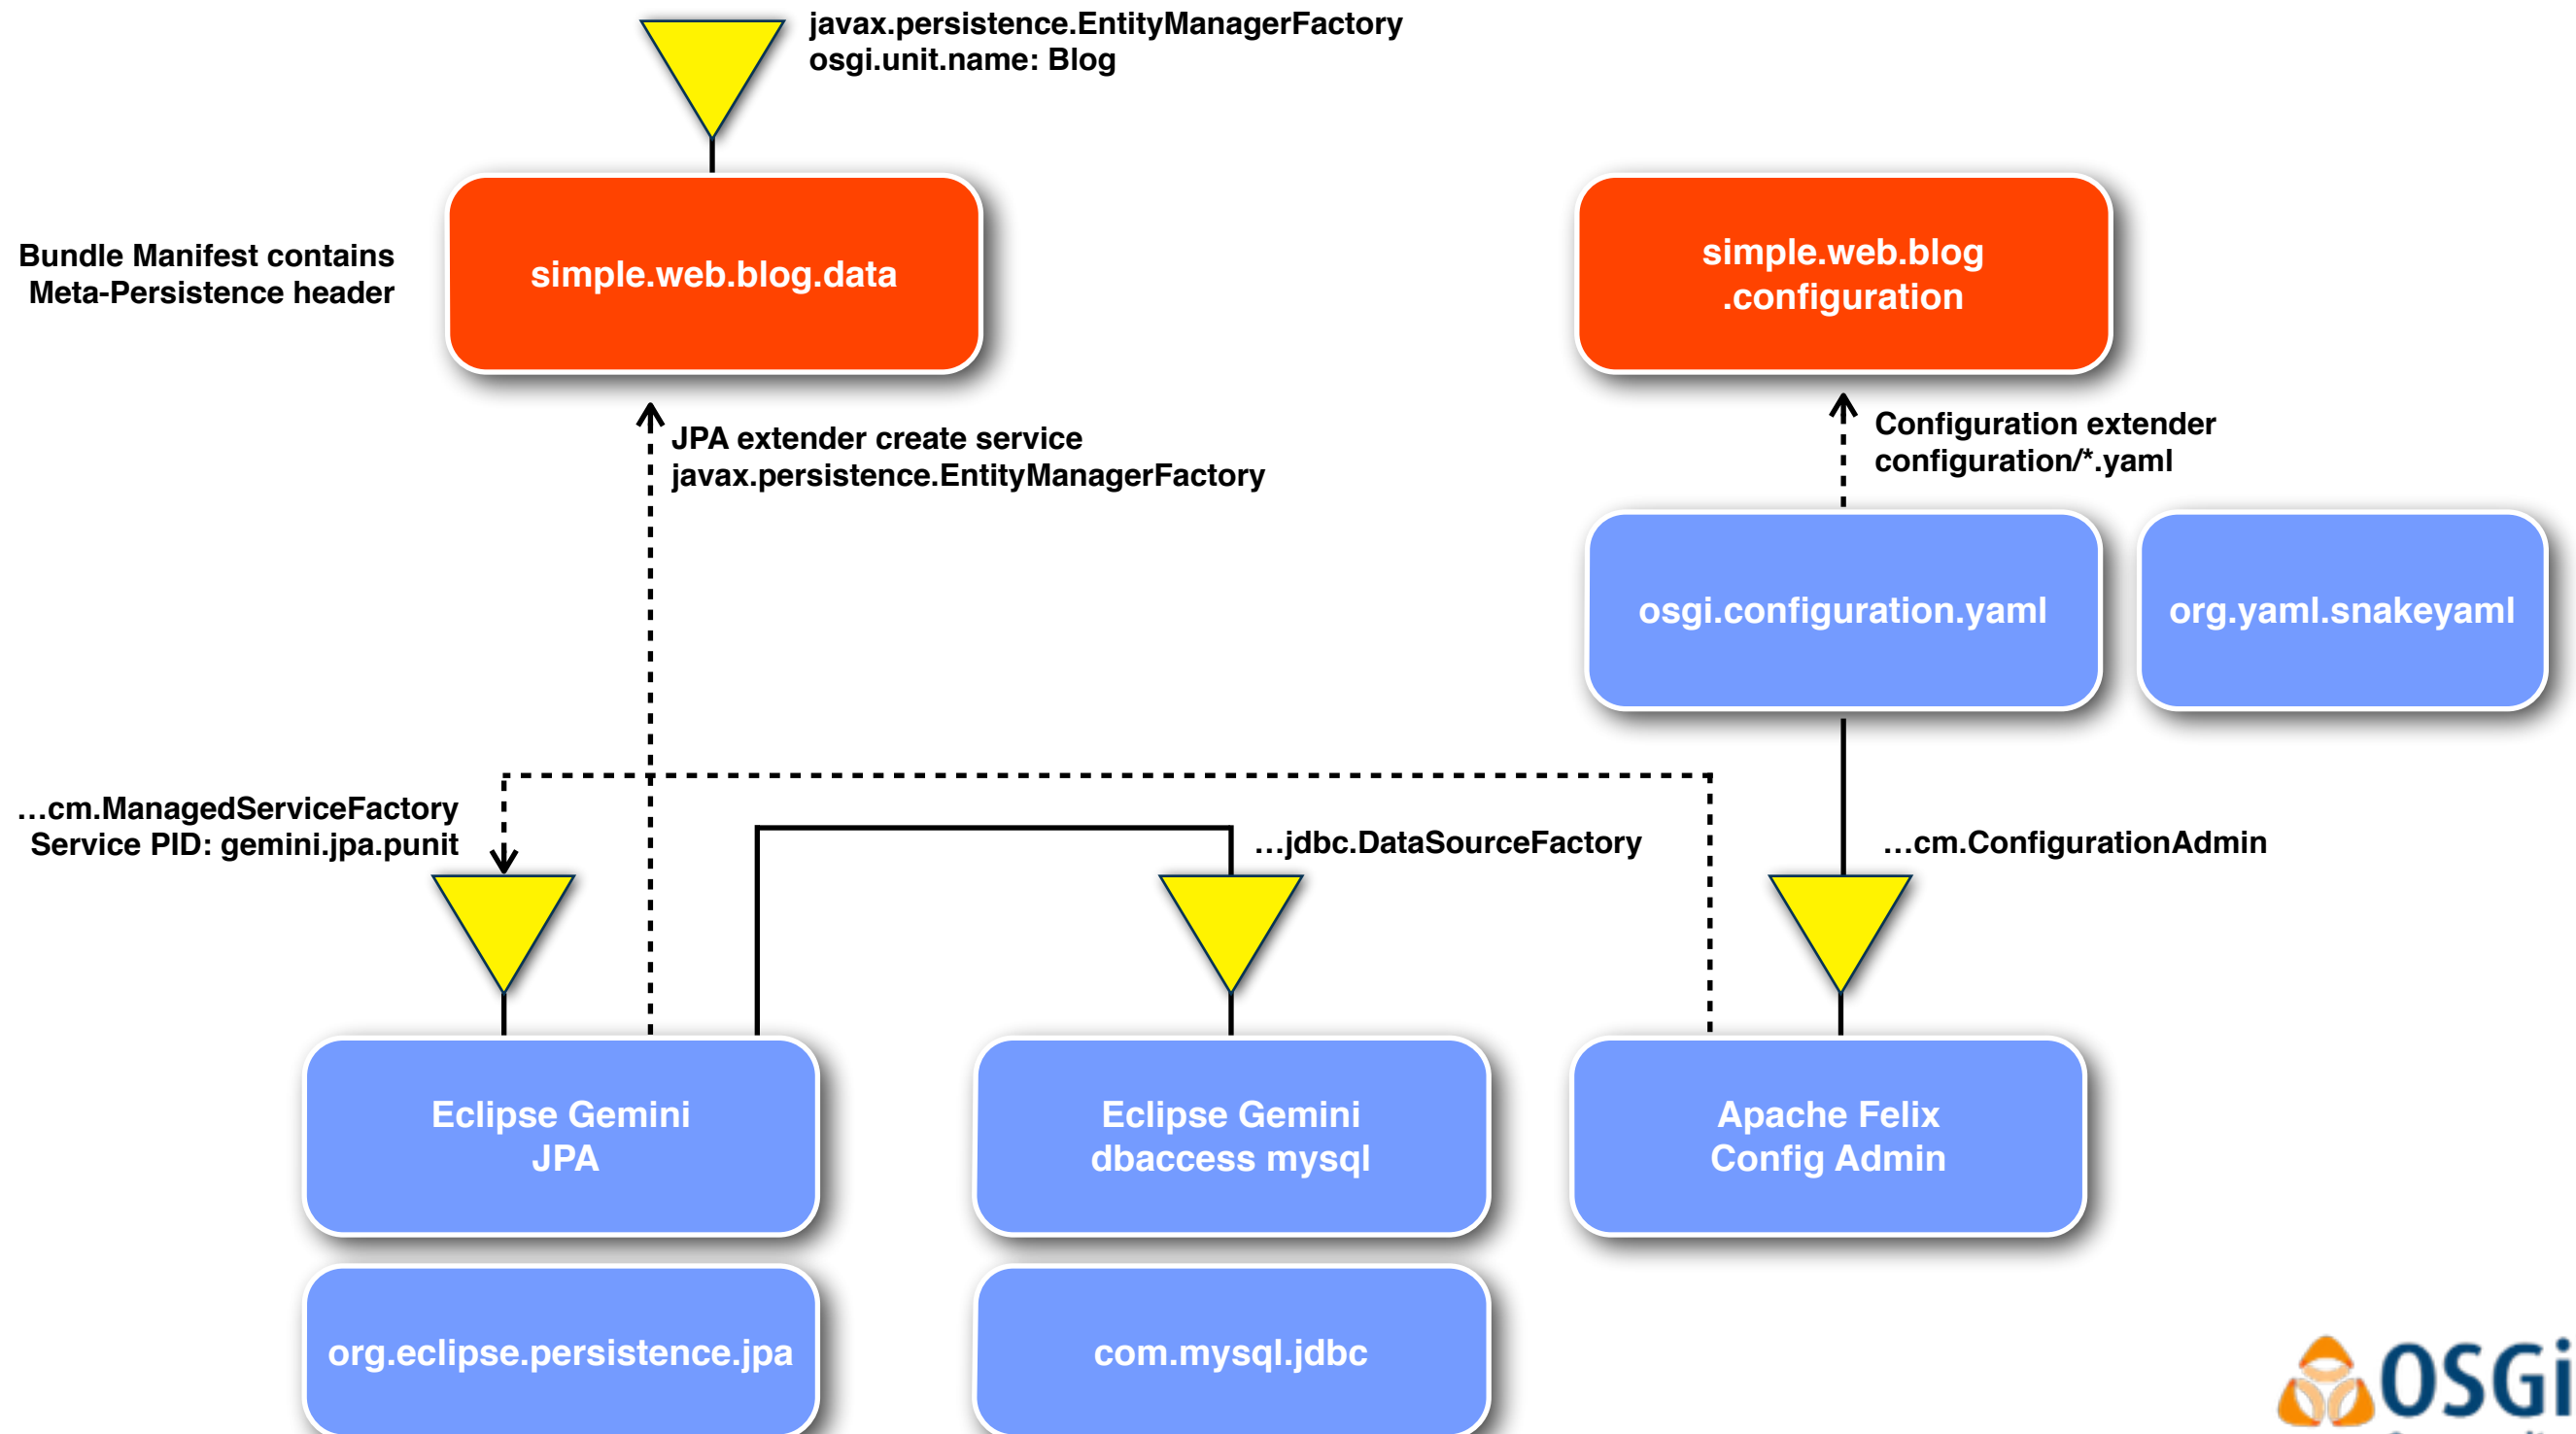 javax.persistence.EntityManagerFactory
osgi.unit.name: Blog
Bundle Manifest contains
Meta-Persistence header
simple.web.blog.data
simple.web.blog
.configuration
JPA extender create service
javax.persistence.EntityManagerFactory
Configuration extender
configuration/*.yaml
osgi.configuration.yaml
org.yaml.snakeyaml
…cm.ManagedServiceFactory
Service PID: gemini.jpa.punit
…jdbc.DataSourceFactory
…cm.ConfigurationAdmin
Eclipse Gemini
JPA
Eclipse Gemini
dbaccess mysql
Apache Felix
Config Admin
org.eclipse.persistence.jpa
com.mysql.jdbc
OSGi